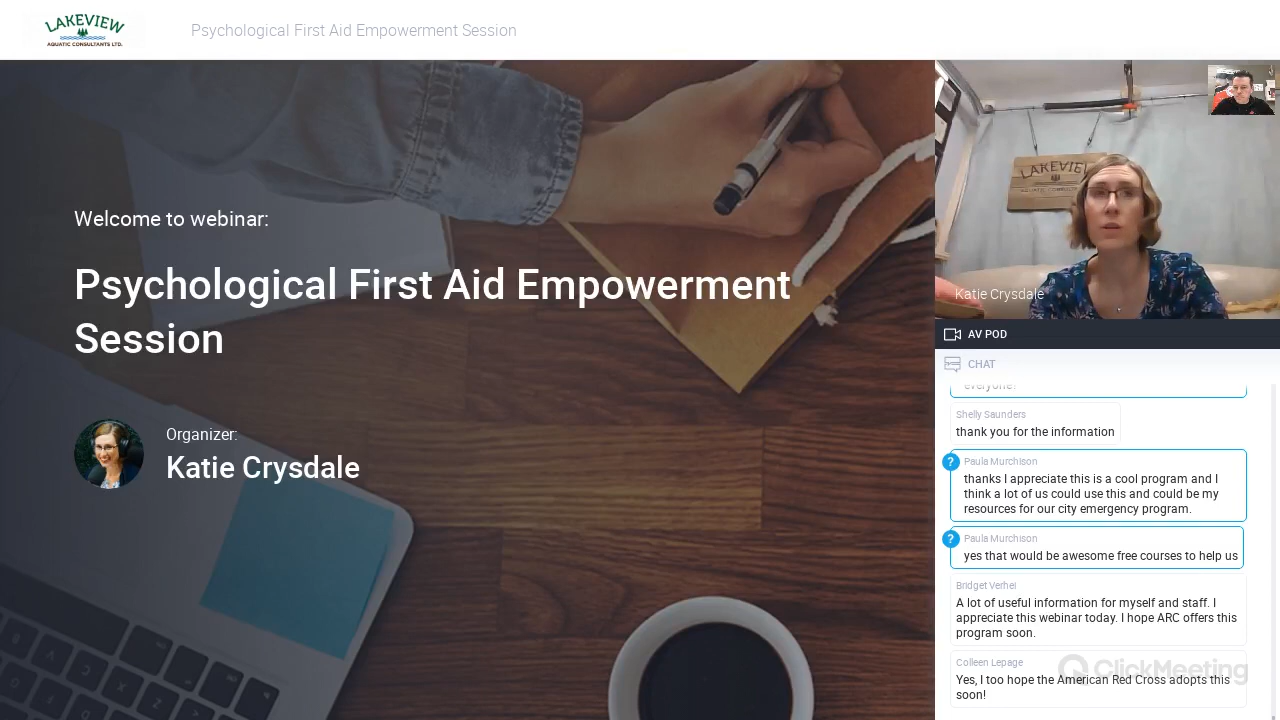 LAKEVIEW
AQUATIC CONSULTANTS LTD.
Psychological First Aid Empowerment Session
Welcome to webinar:
Psychological First Aid Empowerment
Session
Organizer:
Katie Crysdale
LAKEVIEW
AQUATIC
Katie Crysdale
AV POD
CHAT
everyone!
Shelly Saunders
thank you for the information
?
Paula Murchison
thanks I appreciate this is a cool program and I
think a lot of us could use this and could be my
resources for our city emergency program.
?
Paula Murchison
yes that would be awesome free courses to help us
Bridget Verhei
A lot of useful information for myself and staff. I
appreciate this webinar today. I hope ARC offers this
program soon.
Colleen Lepage
Yes, I too hope the American Red Cross adopts this
soon!
ClickMeeting